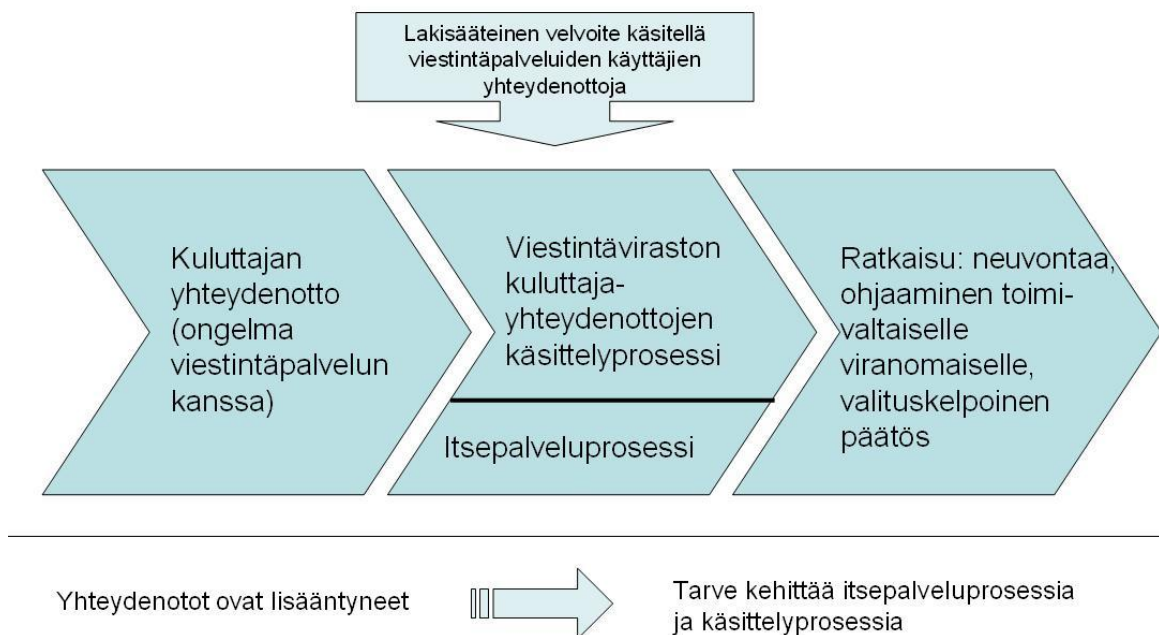 Lakisääteinen velvoite käsitellä
viestintäpalveluiden käyttäjien
yhteydenottoja
Kuluttajan
yhteydenotto
(ongelma
viestintäpalvelun
kanssa)
Viestintäviraston
kuluttaja-
yhteydenottojen
käsittelyprosessi
Itsepalveluprosessi
Ratkaisu: neuvontaa,
ohjaaminen toimi-
valtaiselle
viranomaiselle,
valituskelpoinen
päätös
Yhteydenotot ovat lisääntyneet
Tarve kehittää itsepalveluprosessia
ja käsittelyprosessia